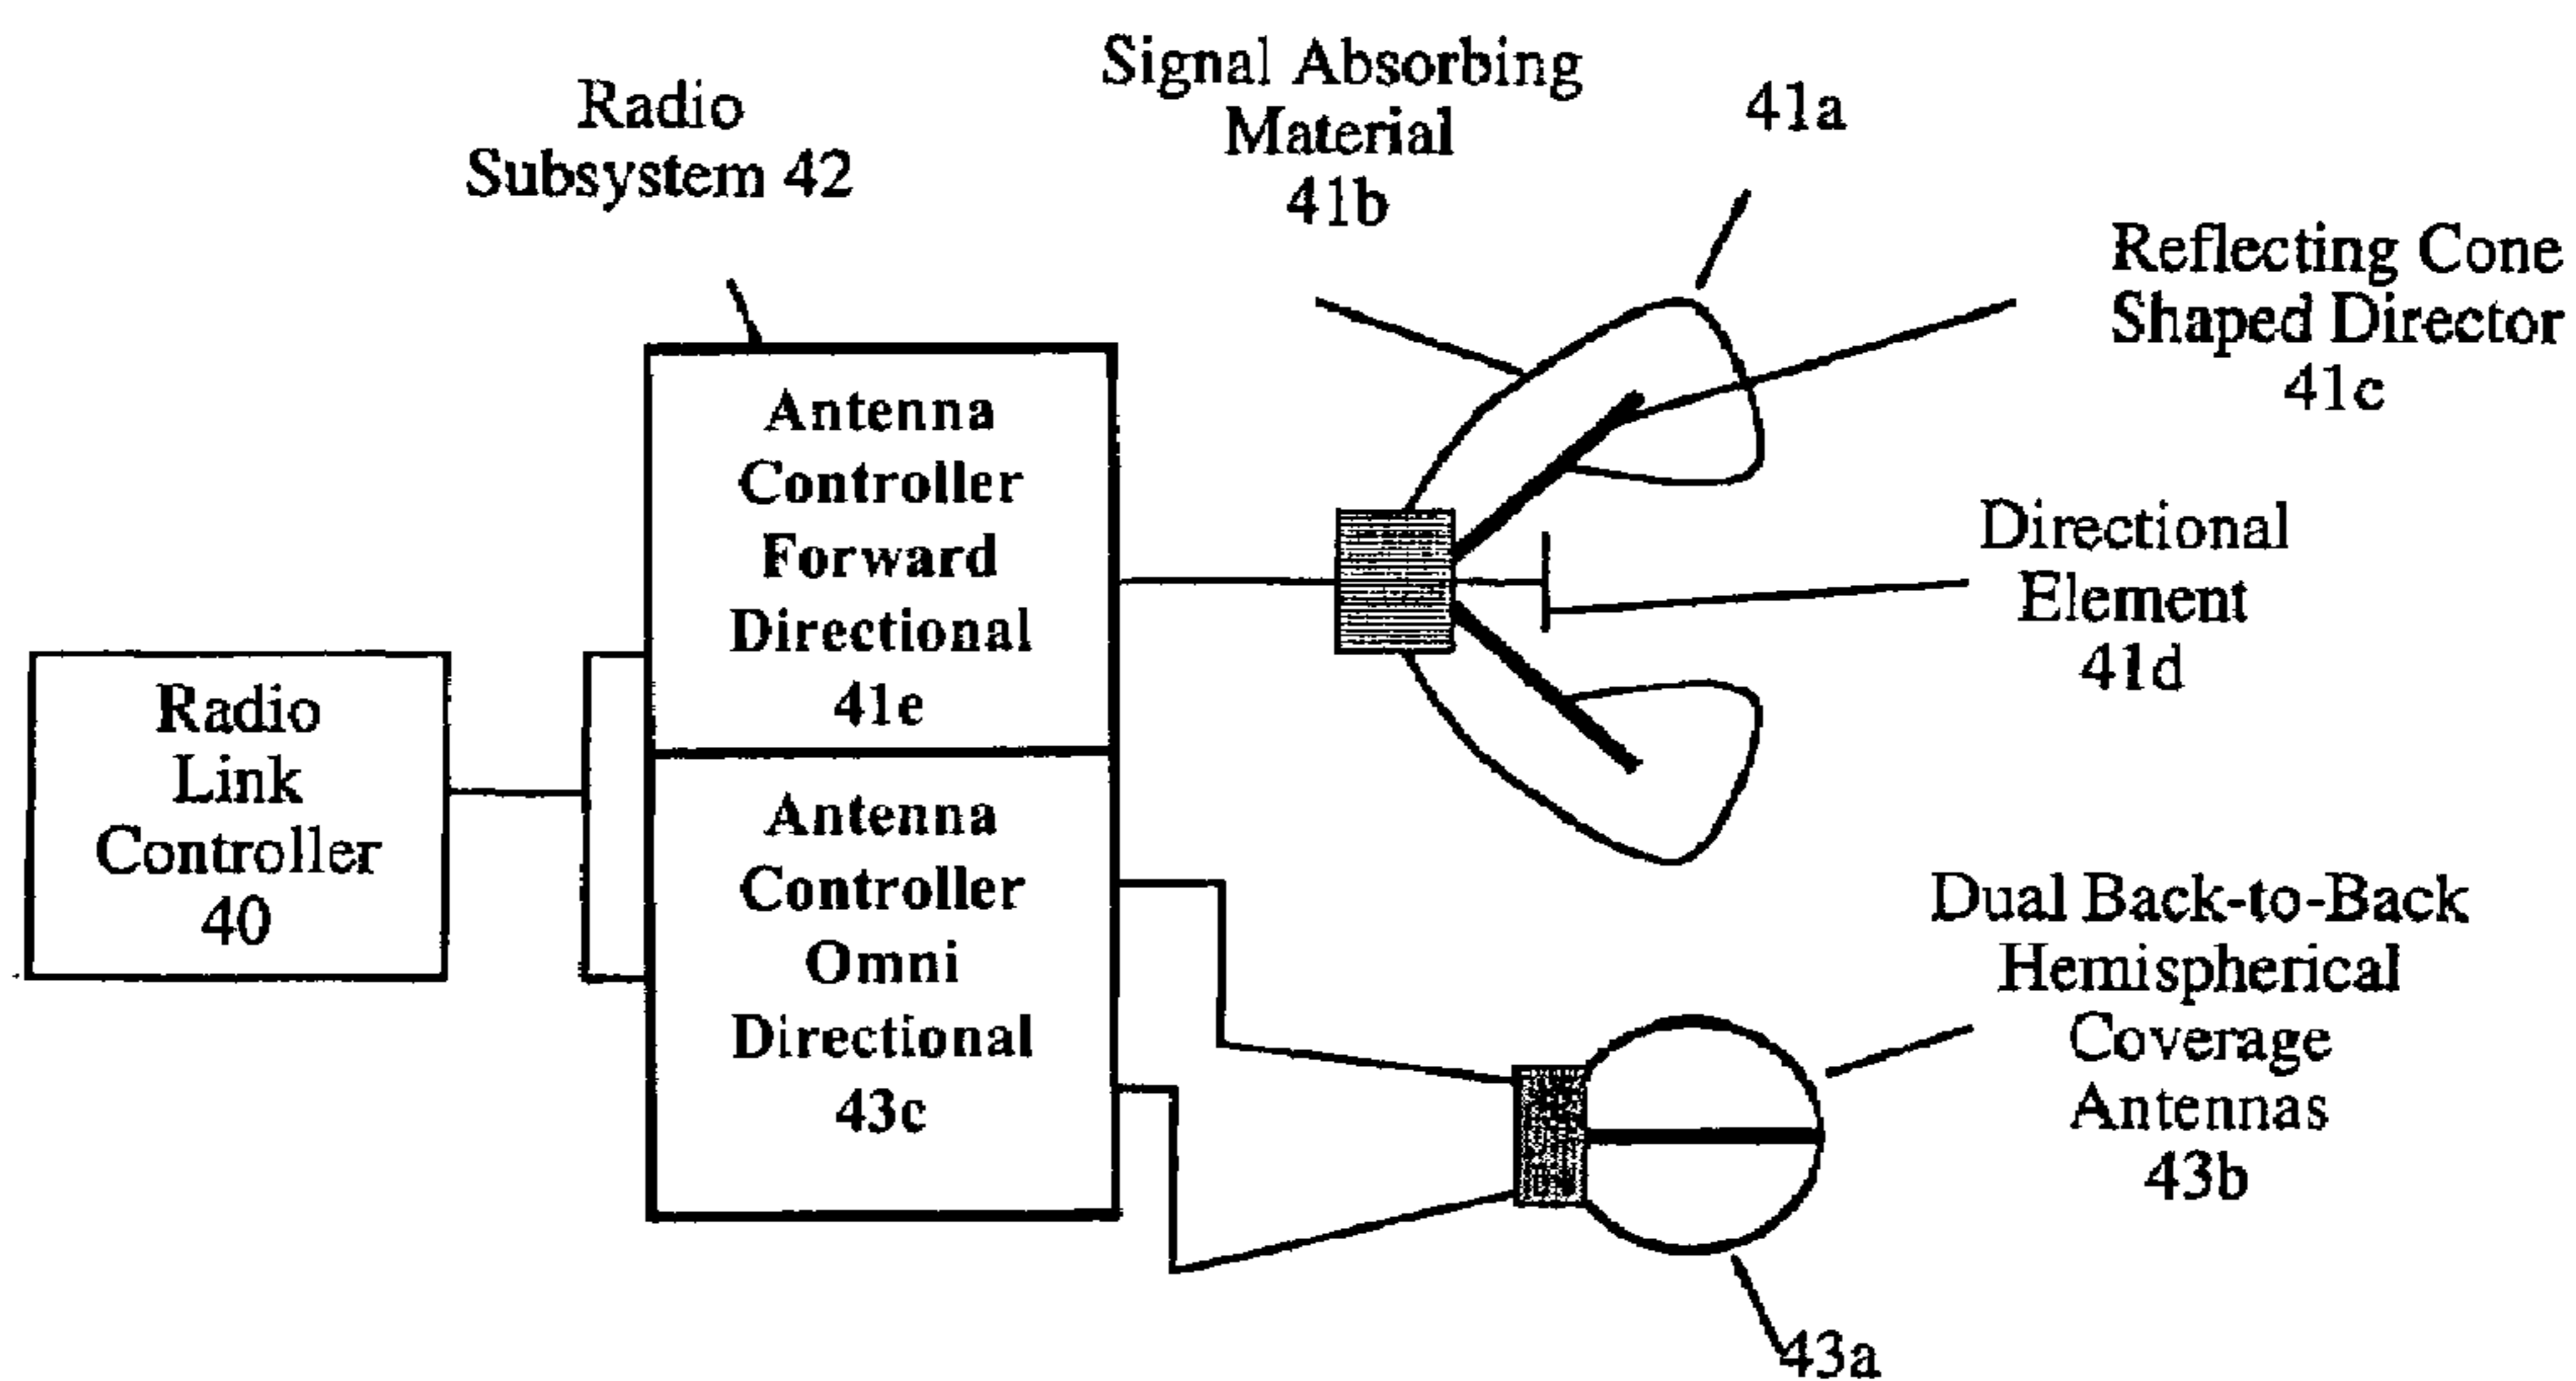 Radio
Subsystem 42
Signal Absorbing
Material
41b
41a
Reflecting Cone
Shaped Director
41c
Antenna
Controller
Forward
Directional
41e
Directional
Element
41d
Radio
Link
Controller
40
Antenna
Controller
Omni
Directional
43c
Dual Back-to-Back
Hemispherical
Coverage
Antennas
43b
43a